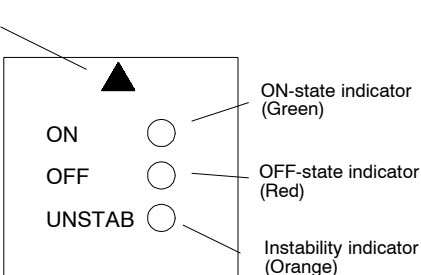 ON-state indicator
(Green)
ON
OFF
OFF-state indicator
(Red)
UNSTAB
Instability indicator
(Orange)